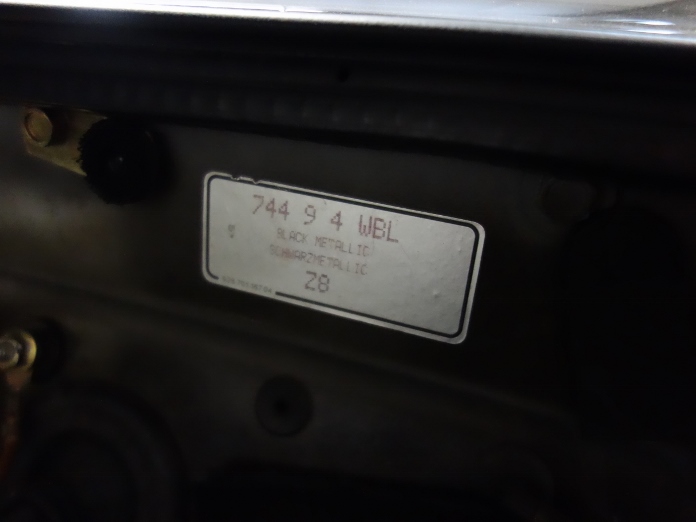 744 9 4 WBL
BLACK METALLIC
SCHWARZMETALLIC
Z8